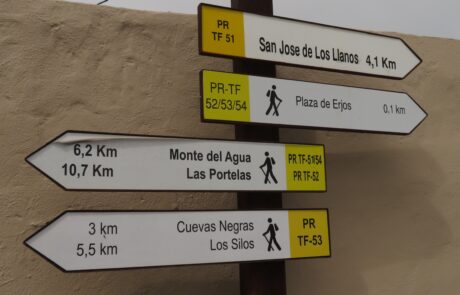 PR
TF 51
San Jose de Los Llanos 4,1 Km
PR-TF
52/53/54
Plaza de Erjos 0.1 km
6,2 Km Monte del Agua PR TF-51/54
10,7 Km Las Portelas PR TF-52
3 km Cuevas Negras PR
5,5 km Los Silos TF-53